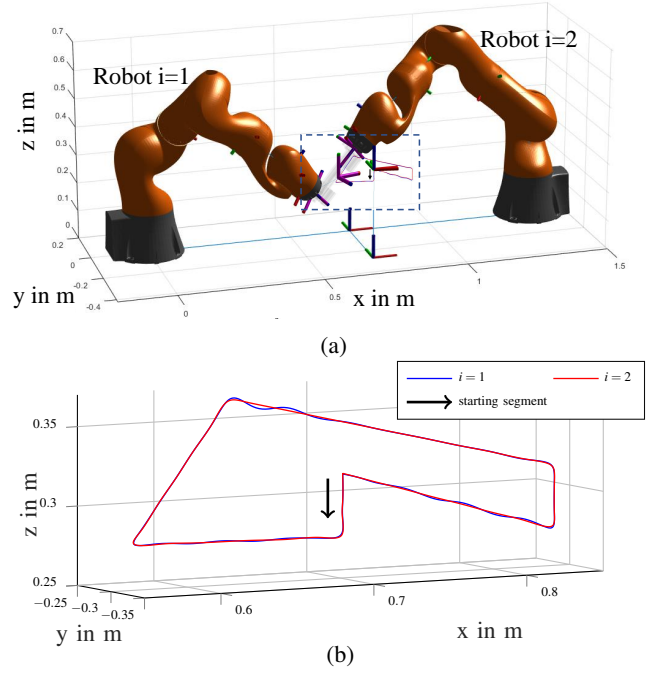 0.7
0.6
0.5
0.4
0.3
0.2
0.1
0
z in m
Robot i=1
Robot i=2
0.2
0
-0.2
-0.4
y in m
0
0.5
x in m
1
1.5
(a)
i = 1
i = 2
starting segment
0.35
0.3
0.25
z in m
−0.25
−0.3
−0.35
y in m
0.6
0.7
0.8
x in m
(b)